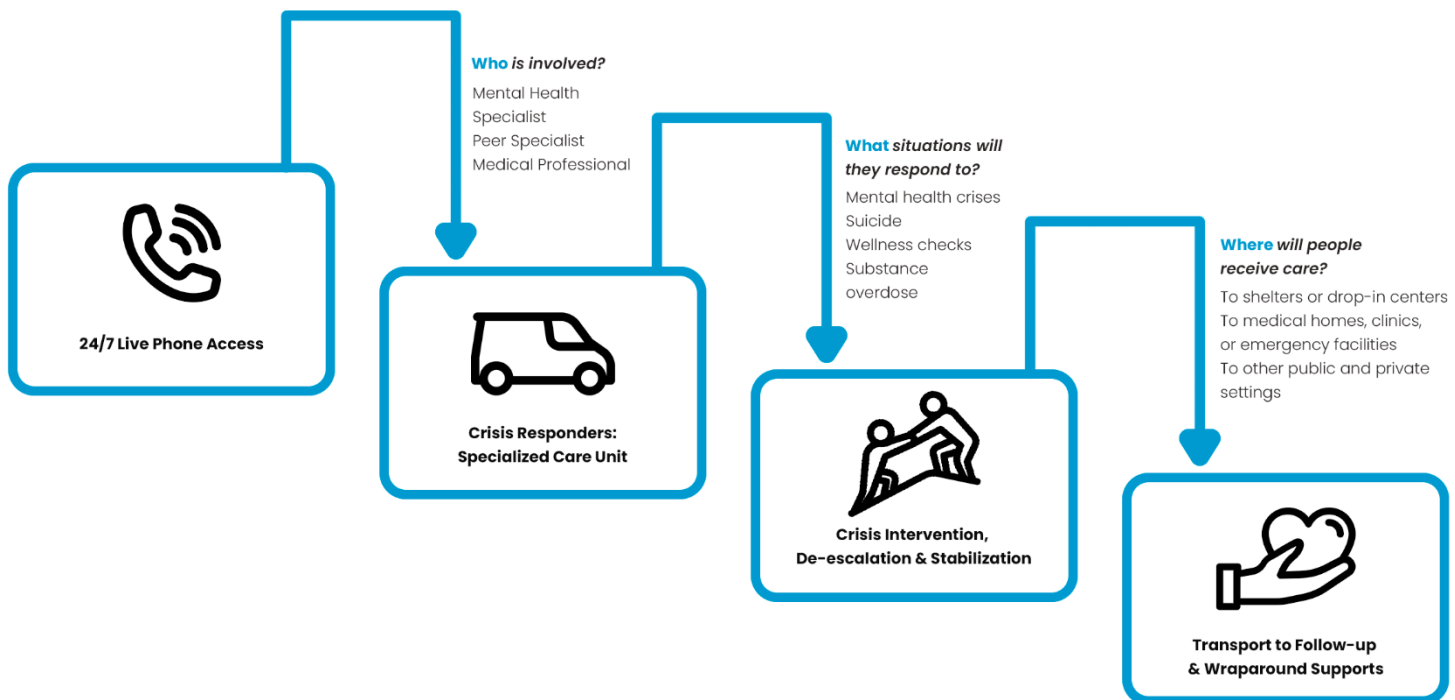 24/7 Live Phone Access
Who is involved?
Mental Health
Specialist
Peer Specialist
Medical Professional
Crisis Responders:
Specialized Care Unit
What situations will
they respond to?
Mental health crises
Suicide
Wellness checks
Substance
overdose
Crisis Intervention,
De-escalation & Stabilization
Where will people
receive care?
To shelters or drop-in centers
To medical homes, clinics,
or emergency facilities
To other public and private
settings
Transport to Follow-up
& Wraparound Supports